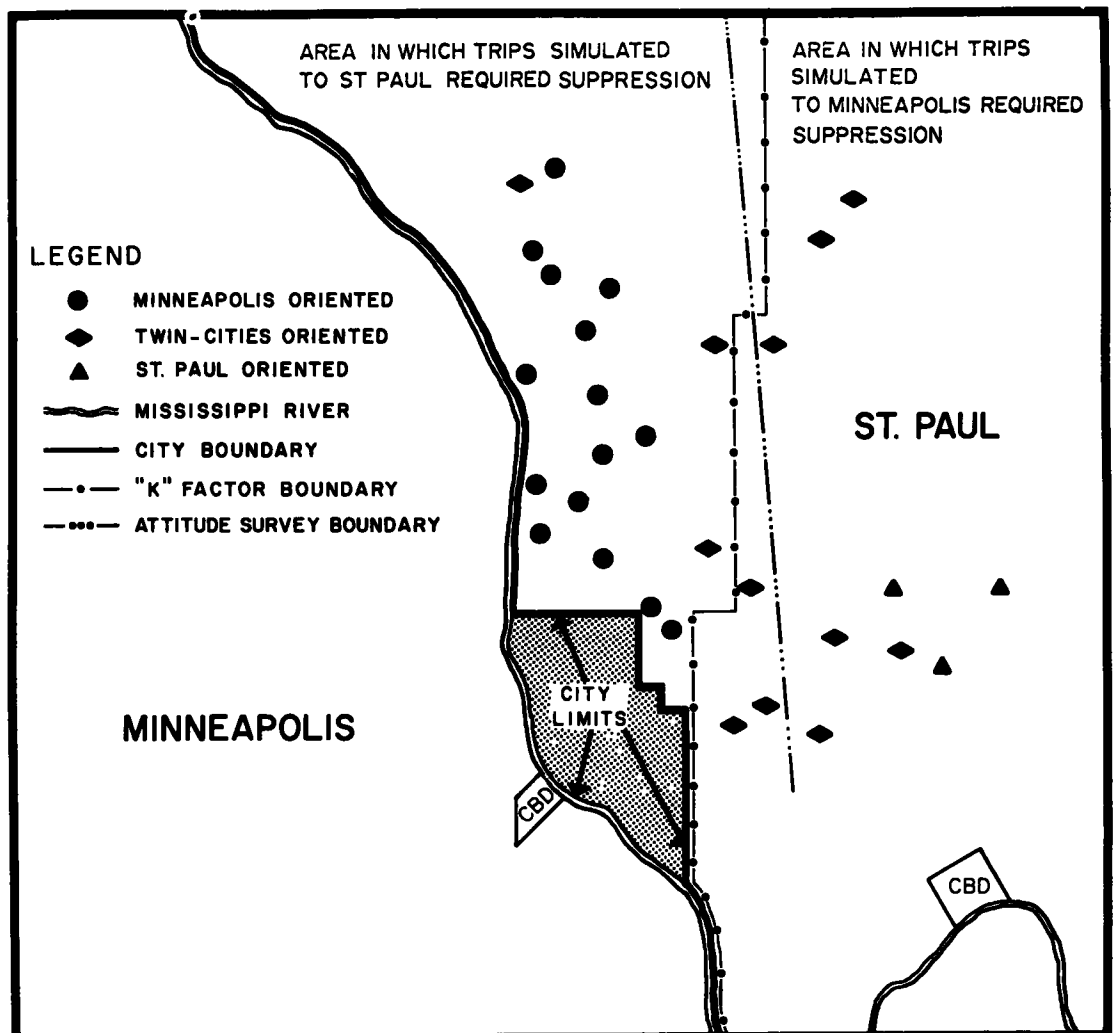 AREA IN WHICH TRIPS SIMULATED
TO ST PAUL REQUIRED SUPPRESSION
AREA IN WHICH TRIPS
SIMULATED
TO MINNEAPOLIS REQUIRED
SUPPRESSION
LEGEND
MINNEAPOLIS ORIENTED
TWIN-CITIES ORIENTED
ST. PAUL ORIENTED
MISSISSIPPI RIVER
CITY BOUNDARY
"K" FACTOR BOUNDARY
ATTITUDE SURVEY BOUNDARY
ST. PAUL
MINNEAPOLIS
CITY
LIMITS
CBD
CBD